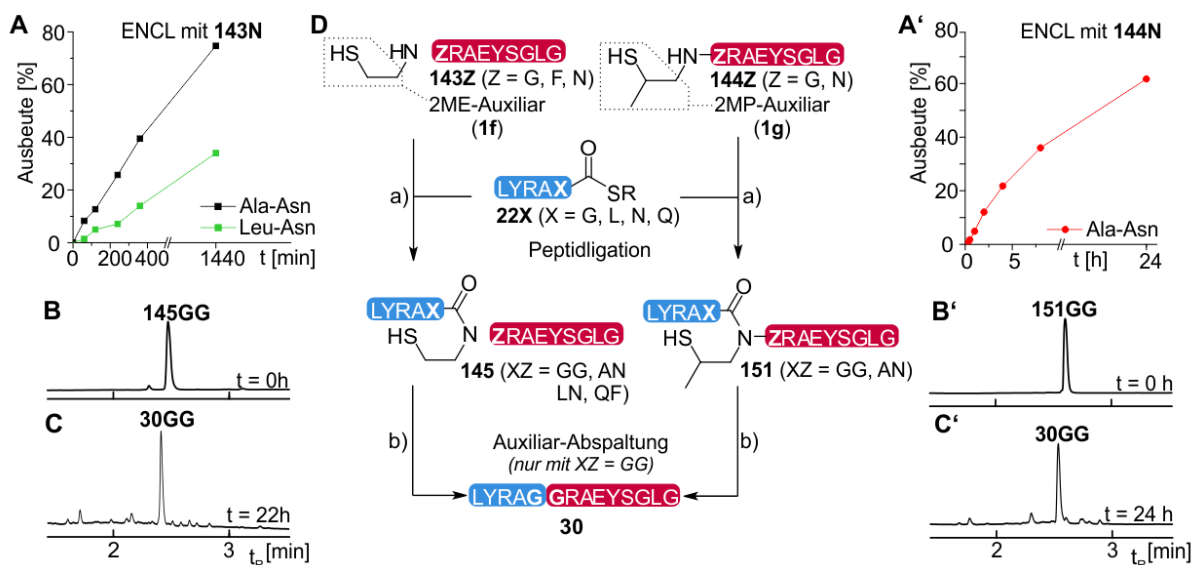 A
ENCL mit 143N
Ausbeute [%]
80
60
40
20
0
Ala-Asn
Leu-Asn
0
200
400
1440
t [min]
B
145GG
t = 0h
C
30GG
t = 22h
2
3
t_R[min]
D
HS
HN
ZRAEYSGLG
143Z (Z = G, F, N)
2ME-Auxiliar
(1f)
HS
HN
ZRAEYSGLG
144Z (Z = G, N)
2MP-Auxiliar
(1g)
a)
LYRAX
O
SR
a)
22X (X = G, L, N, Q)
Peptidligation
LYRAX
O
HS
N
ZRAEYSGLG
145 (XZ = GG, AN
LN, QF)
LYRAX
O
HS
N
ZRAEYSGLG
151 (XZ = GG, AN)
b)
Auxiliar-Abspaltung
b)
(nur mit XZ = GG)
LYRAG GRAEYSGLG
30
A‘
ENCL mit 144N
Ausbeute [%]
80
60
40
20
0
Ala-Asn
0
5
24
t [h]
B‘
151GG
t = 0 h
C‘
30GG
t = 24 h
2
3
t_R[min]